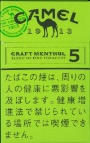 CAMEL
1913
CRAFT MENTHOL
5
たばこの煙は、周りの
人の健康に悪影響を
及ぼします。健康増
進法で禁じられてい
る場所では喫煙でき
ません。